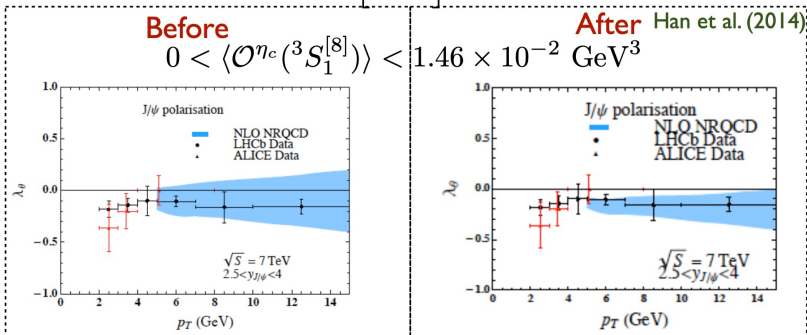 Before
After
Han et al. (2014)
0 < ⟨𝒪^{η_c}(^3S_1^{[8]})⟩ < 1.46 × 10^{-2} GeV^3
1.0
0.5
0.0
−0.5
−1.0
λ_θ
J/ψ polarisation
NLO NRQCD
LHCb Data
ALICE Data
√S = 7 TeV
2.5<y_{J/ψ}<4
0 2 4 6 8 10 12 14
p_T (GeV)
1.0
0.5
0.0
−0.5
−1.0
λ_θ
J/ψ polarisation
NLO NRQCD
LHCb Data
ALICE Data
√S = 7 TeV
2.5<y_{J/ψ}<4
0 2 4 6 8 10 12 14
p_T (GeV)